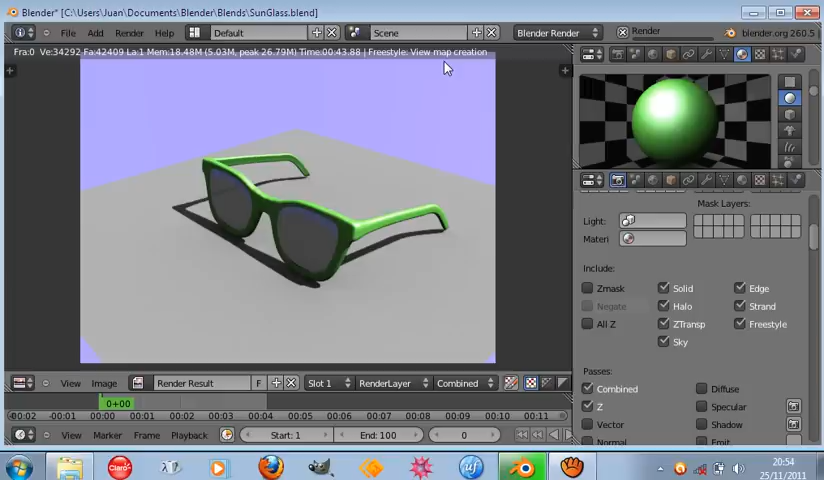 Blender* [C:\Users\Juan\Documents\Blender\Blends\SunGlass.blend]
File Add Render Help Default Scene Blender Render Render blender.org 260.5
Fra:0 Ve:34292 Fa:42409 La:1 Mem:18.48M (5.03M, peak 26.79M) Time:00:43.88 | Freestyle: View map creation
Mask Layers:
Light:
Materi
Include:
Zmask Solid Edge
Negate Halo Strand
All Z ZTransp Freestyle
Sky
Passes:
Combined Diffuse
Z Specular
Vector Shadow
Normal Emit
View Image Render Result F Slot 1 RenderLayer Combined
0+00
-00:02 -00:01 00:00 00:01 00:02 00:03 00:04 00:05 00:06 00:07 00:08 00:09 00:10 00:11
View Marker Frame Playback Start: 1 End: 100 0
Claro
uf
20:54
25/11/2011